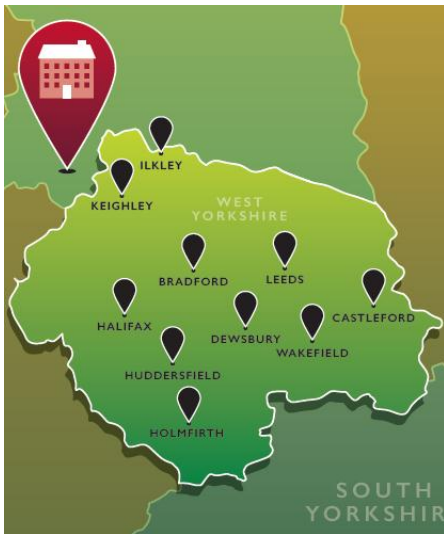 ILKLEY
KEIGHLEY
WEST
YORKSHIRE
BRADFORD
LEEDS
HALIFAX
DEWSBURY
CASTLEFORD
WAKEFIELD
HUDDERSFIELD
HOLMFIRTH
SOUTH
YORKSHIR